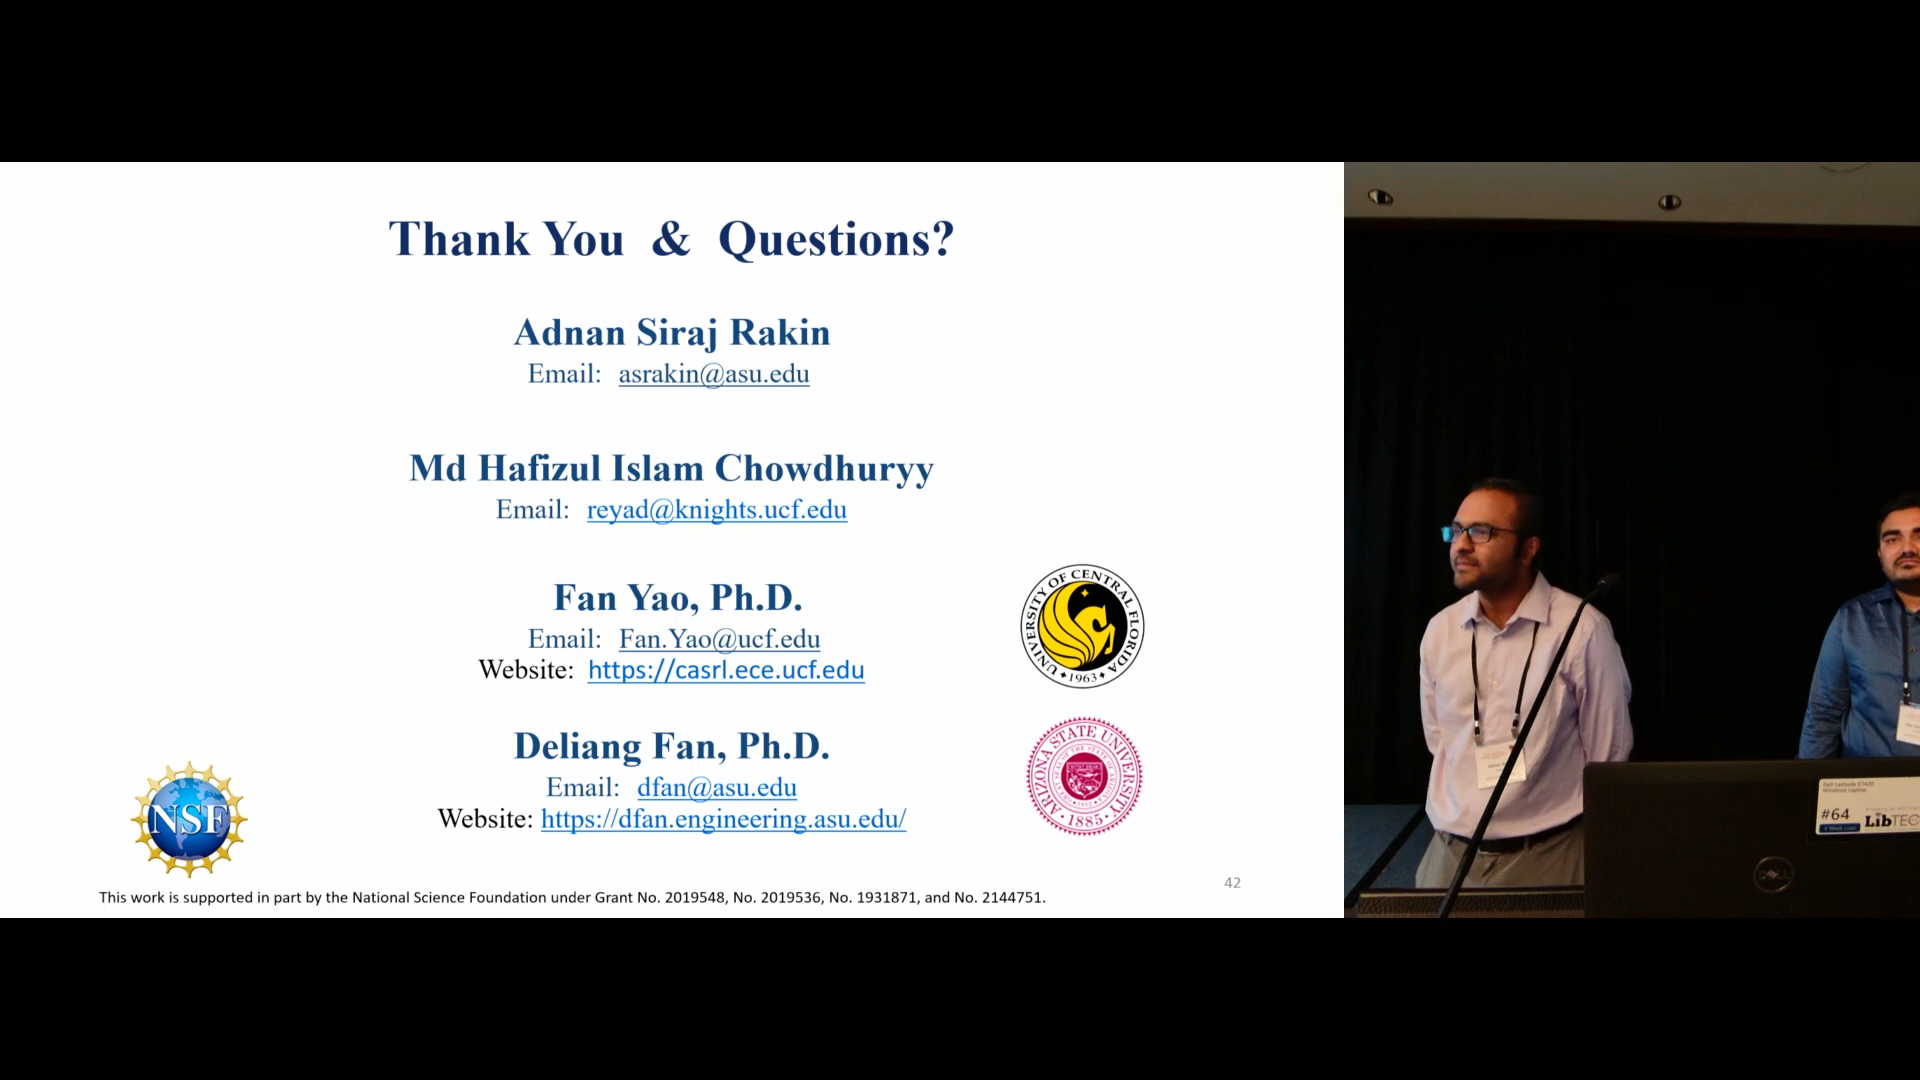 Thank You & Questions?
Adnan Siraj Rakin
Email: asrakin@asu.edu
Md Hafizul Islam Chowdhuryy
Email: reyad@knights.ucf.edu
Fan Yao, Ph.D.
Email: Fan.Yao@ucf.edu
Website: https://casrl.ece.ucf.edu
UNIVERSITY OF CENTRAL FLORIDA
1963
Deliang Fan, Ph.D.
Email: dfan@asu.edu
Website: https://dfan.engineering.asu.edu/
ARIZONA STATE UNIVERSITY
1885
NSF
This work is supported in part by the National Science Foundation under Grant No. 2019548, No. 2019536, No. 1931871, and No. 2144751.
42
Windows Laptop
#64
LibTEC
DELL